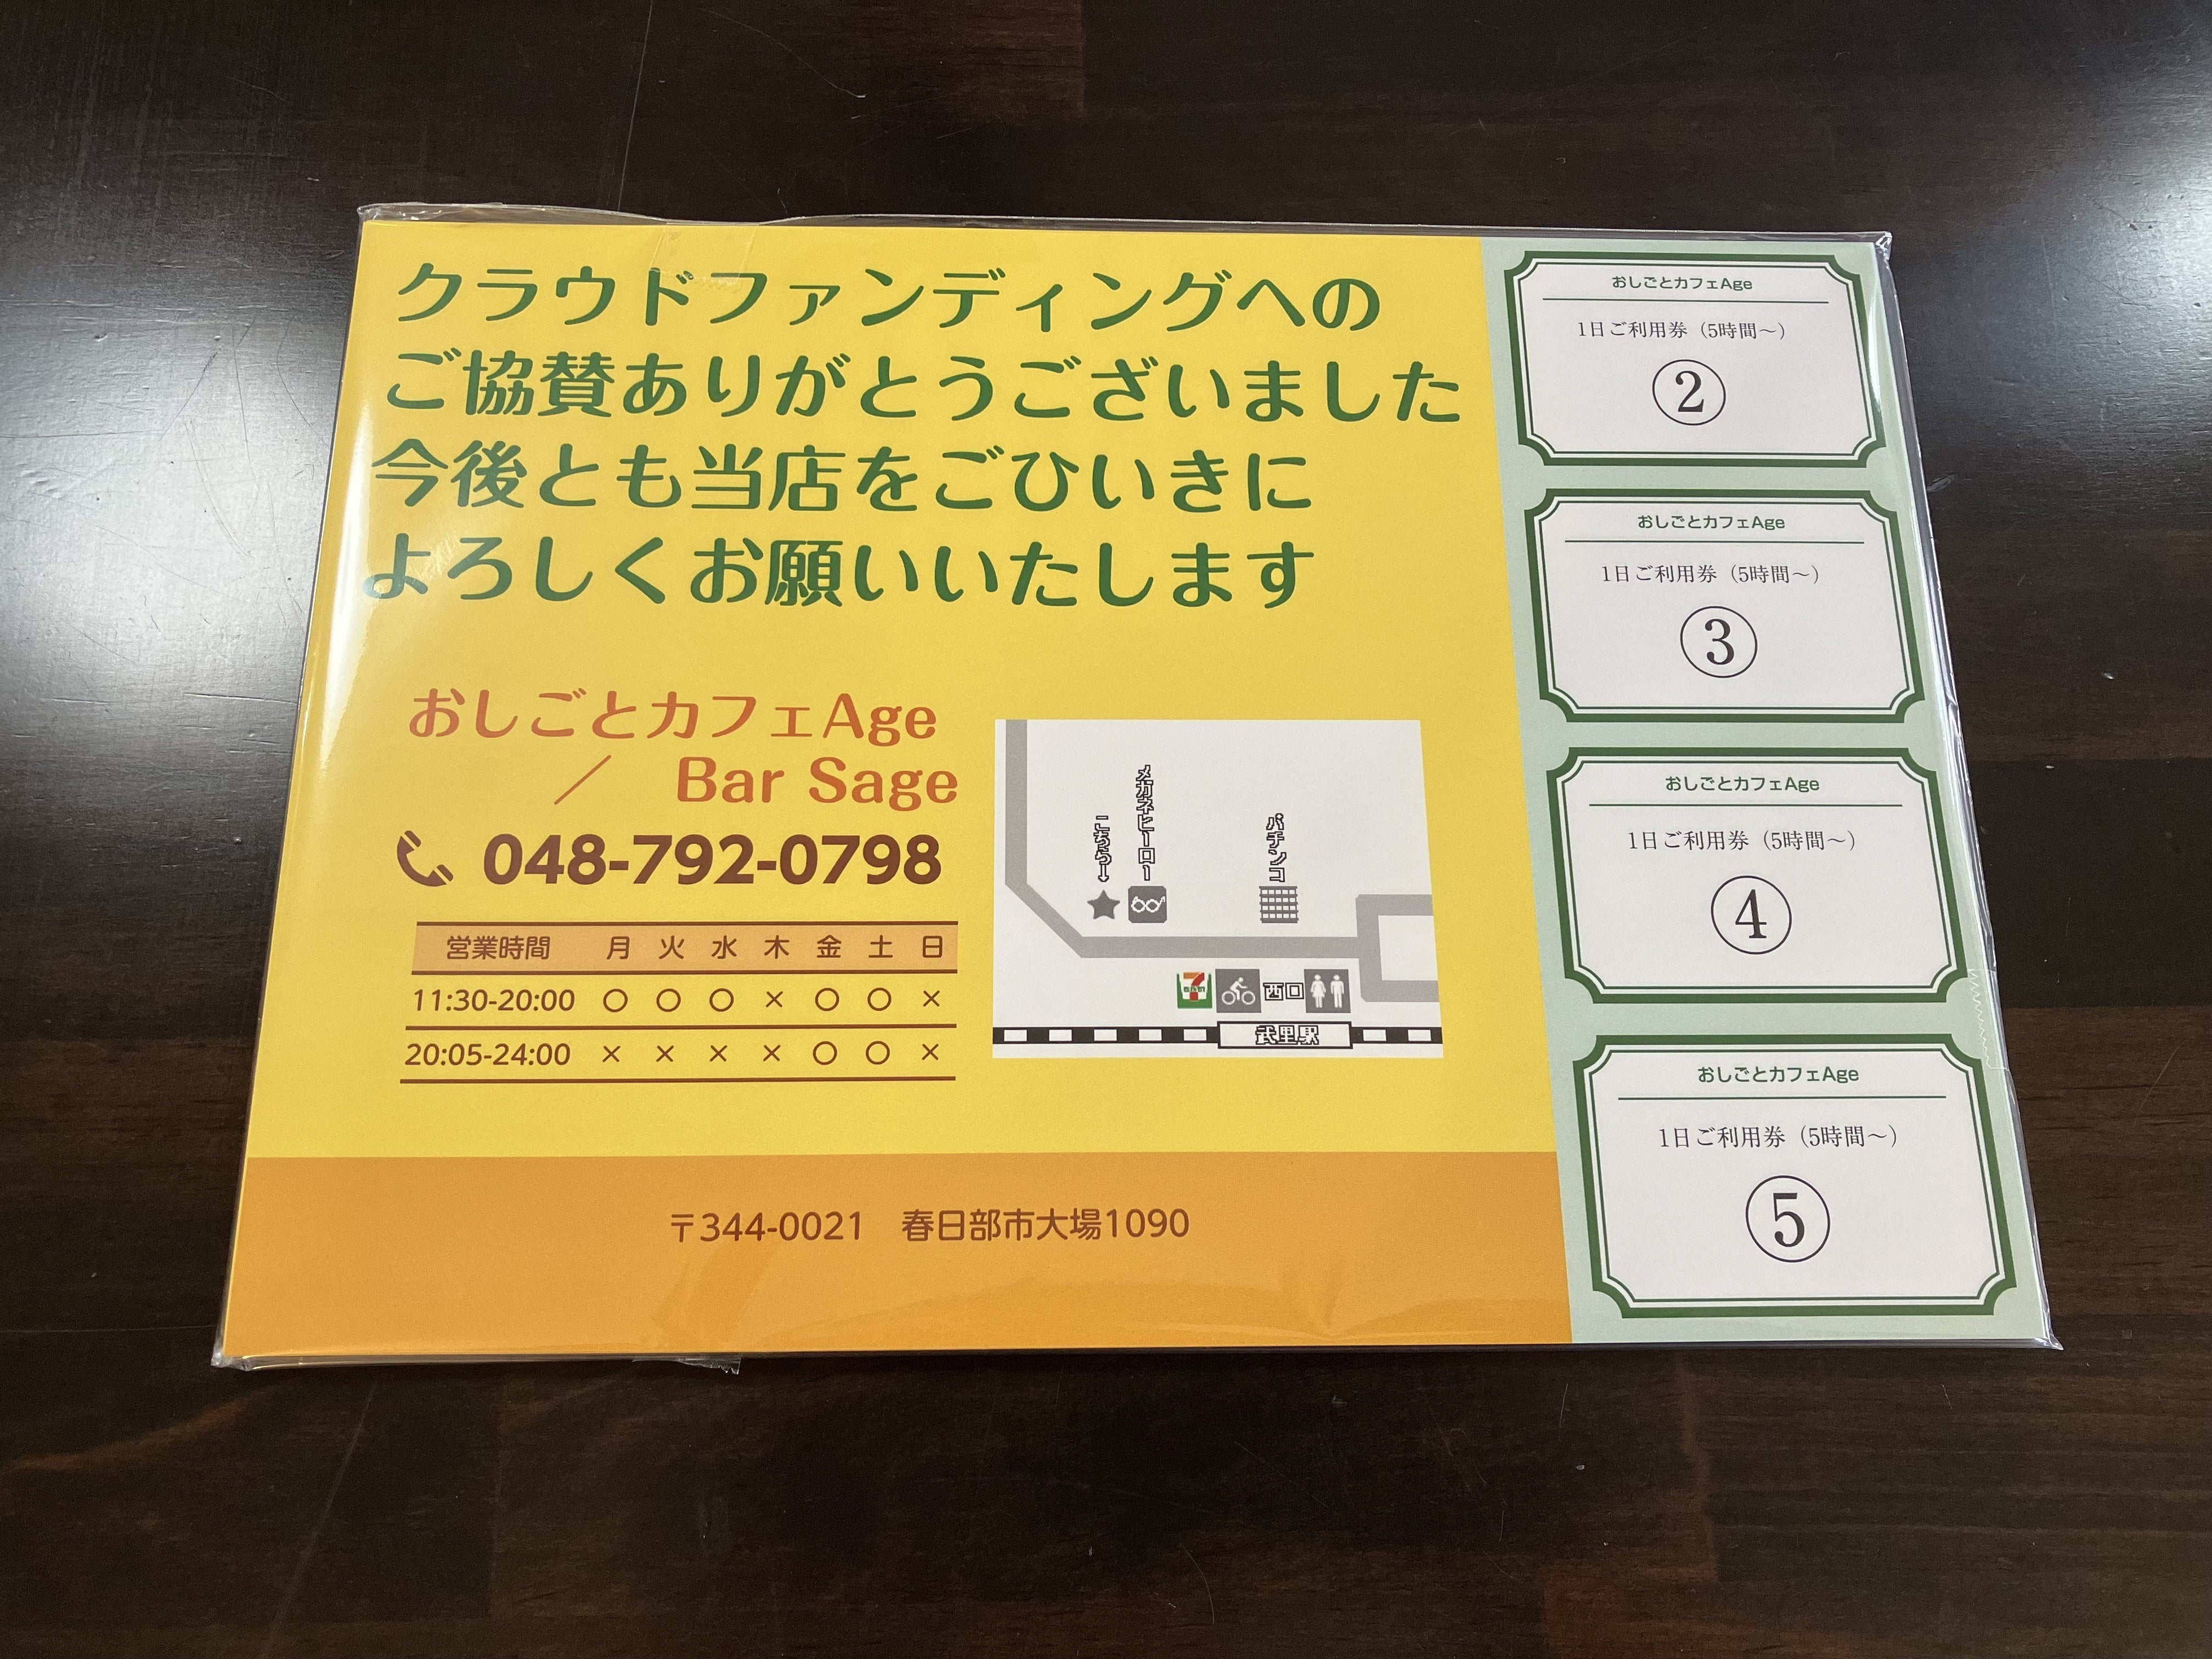 クラウドファンディングへの
ご協賛ありがとうございました
今後とも当店をごひいきに
よろしくお願いいたします
おしごとカフェAge
／ Bar Sage
048-792-0798
営業時間 月 火 水 木 金 土 日
11:30-20:00 ○ ○ ○ × ○ ○ ×
20:05-24:00 × × × × ○ ○ ×
こちら→
メガネヒーロー
パチンコ
7
西口
武里駅
〒344-0021 春日部市大場1090
おしごとカフェAge
1日ご利用券（5時間～）
②
おしごとカフェAge
1日ご利用券（5時間～）
③
おしごとカフェAge
1日ご利用券（5時間～）
④
おしごとカフェAge
1日ご利用券（5時間～）
⑤